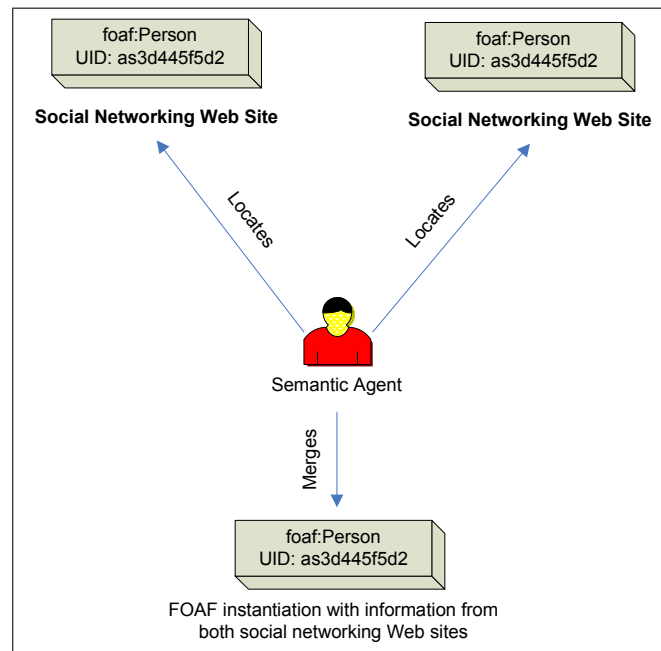 foaf:Person
UID: as3d445f5d2
Social Networking Web Site
foaf:Person
UID: as3d445f5d2
Social Networking Web Site
Locates
Locates
Semantic Agent
Merges
foaf:Person
UID: as3d445f5d2
FOAF instantiation with information from
both social networking Web sites